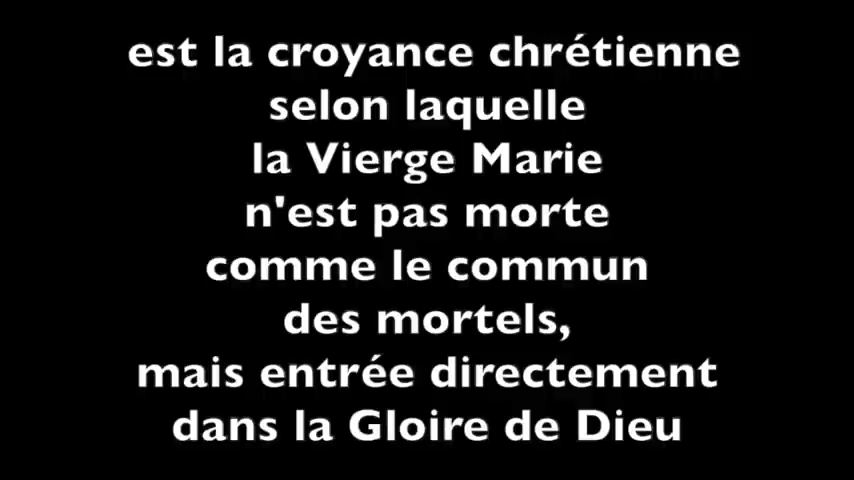 est la croyance chrétienne
selon laquelle
la Vierge Marie
n'est pas morte
comme le commun
des mortels,
mais entrée directement
dans la Gloire de Dieu